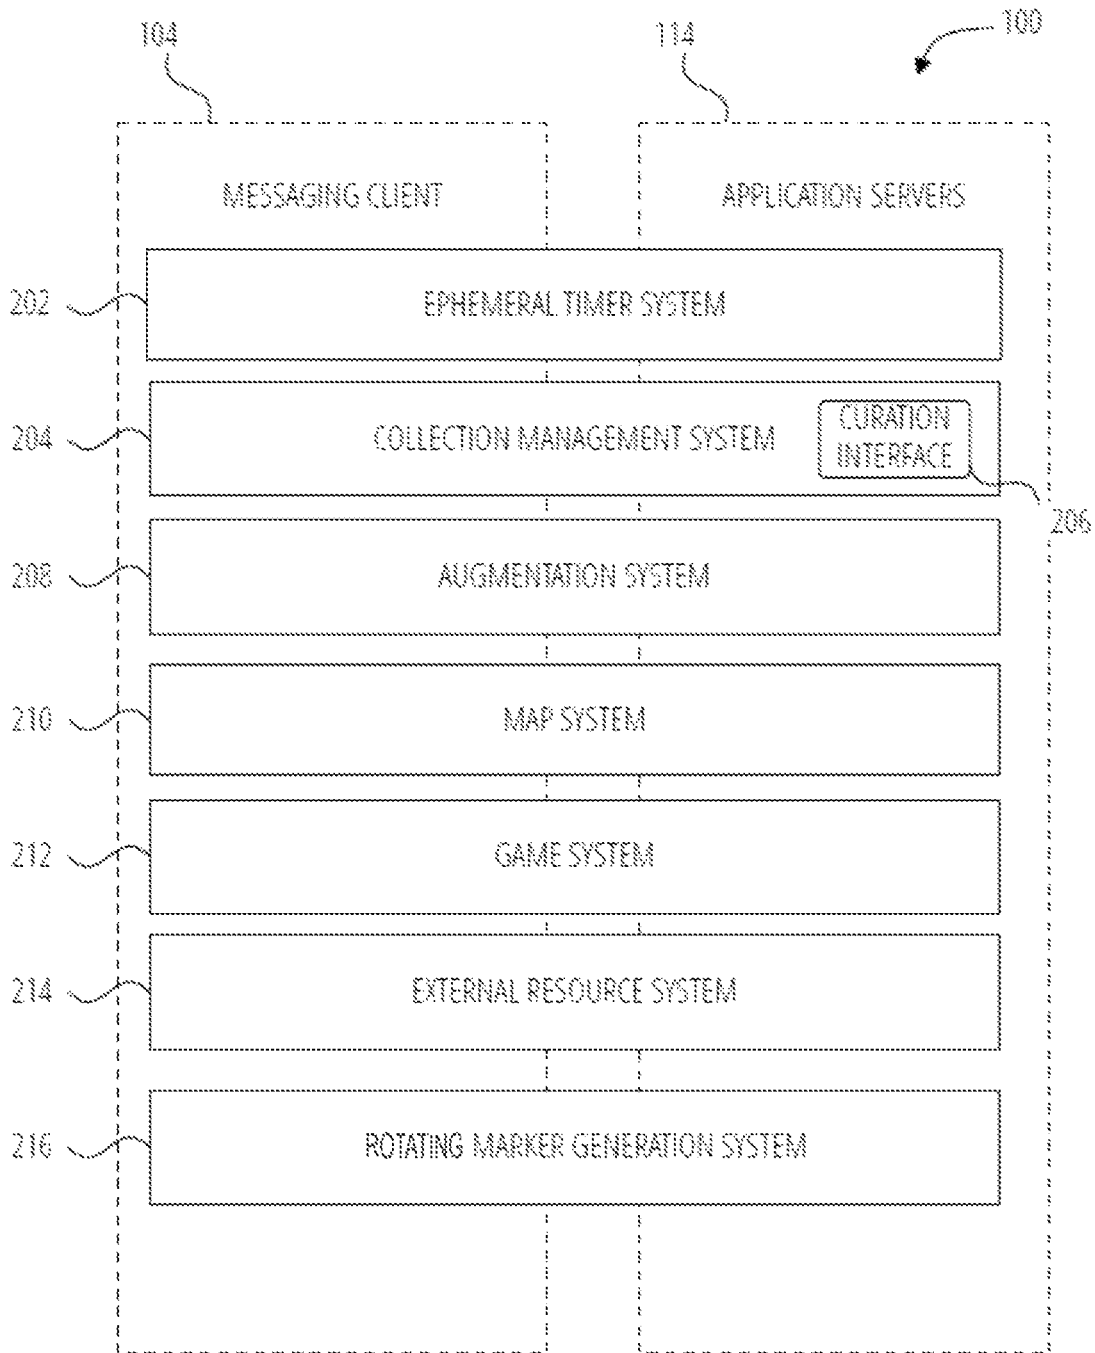 104
114
100
MESSAGING CLIENT
APPLICATION SERVERS
202
EPHEMERAL TIMER SYSTEM
204
COLLECTION MANAGEMENT SYSTEM
CURATION
INTERFACE
206
208
AUGMENTATION SYSTEM
210
MAP SYSTEM
212
GAME SYSTEM
214
EXTERNAL RESOURCE SYSTEM
216
ROTATING MARKER GENERATION SYSTEM